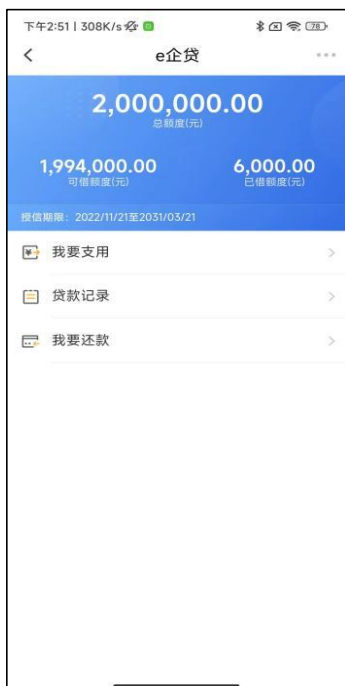 下午2:51 | 308K/s
78
e企贷
2,000,000.00
总额度(元)
1,994,000.00 6,000.00
可借额度(元) 已借额度(元)
授信期限：2022/11/21至2031/03/21
我要支用
贷款记录
我要还款